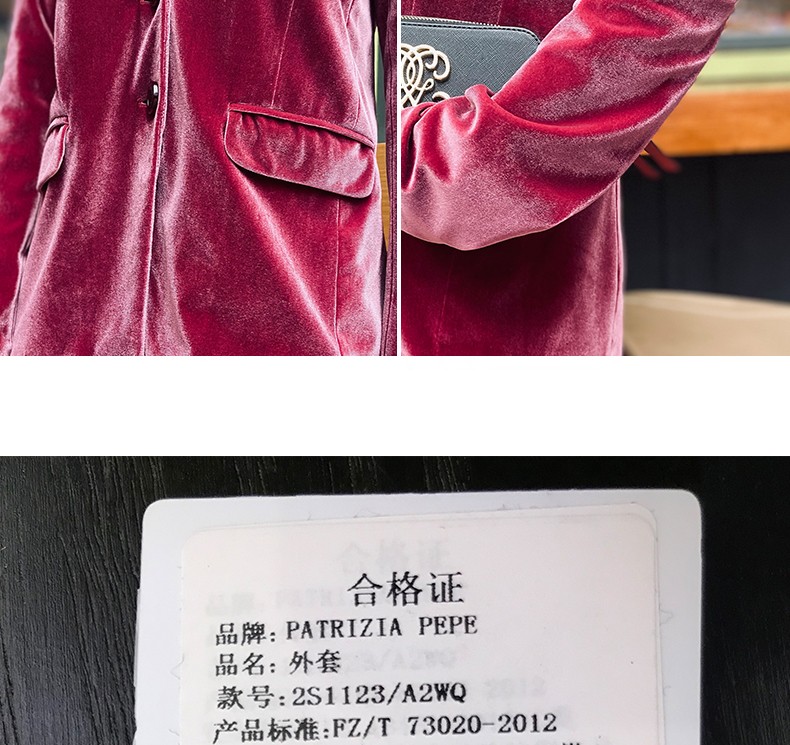 合格证
品牌: PATRIZIA PEPE
品名: 外套
款号:2S1123/A2WQ
产品标准:FZ/T 73020-2012